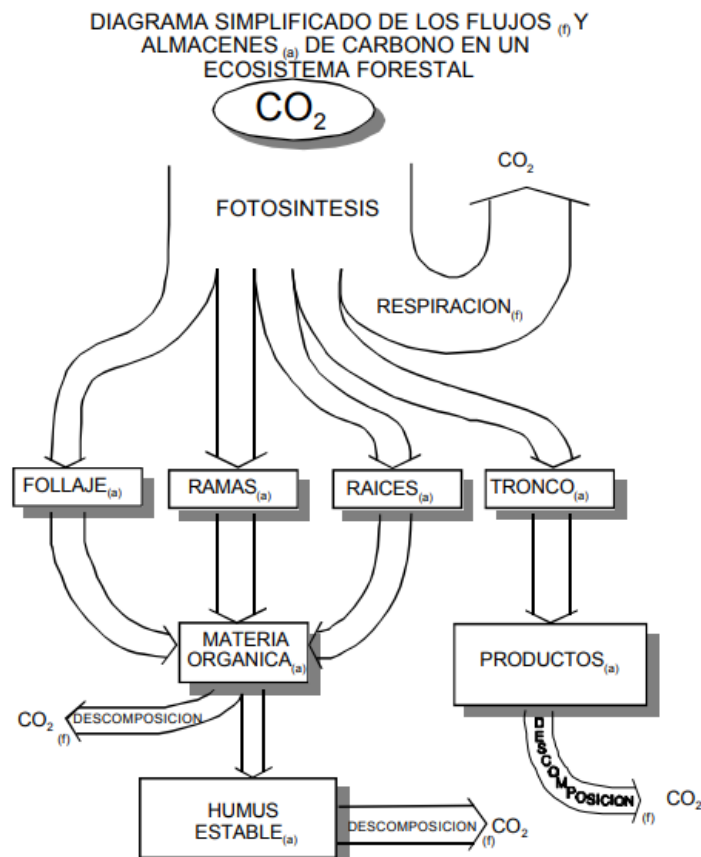 DIAGRAMA SIMPLIFICADO DE LOS FLUJOS (f) Y
ALMACENES (a) DE CARBONO EN UN
ECOSISTEMA FORESTAL
CO2
CO2
FOTOSINTESIS
RESPIRACION(f)
FOLLAJE(a)
RAMAS(a)
RAICES(a)
TRONCO(a)
MATERIA
ORGANICA(a)
PRODUCTOS(a)
CO2 (f)
DESCOMPOSICION
DESCOMPOSICION
(f) CO2
HUMUS
ESTABLE(a)
DESCOMPOSICION
(f) CO2